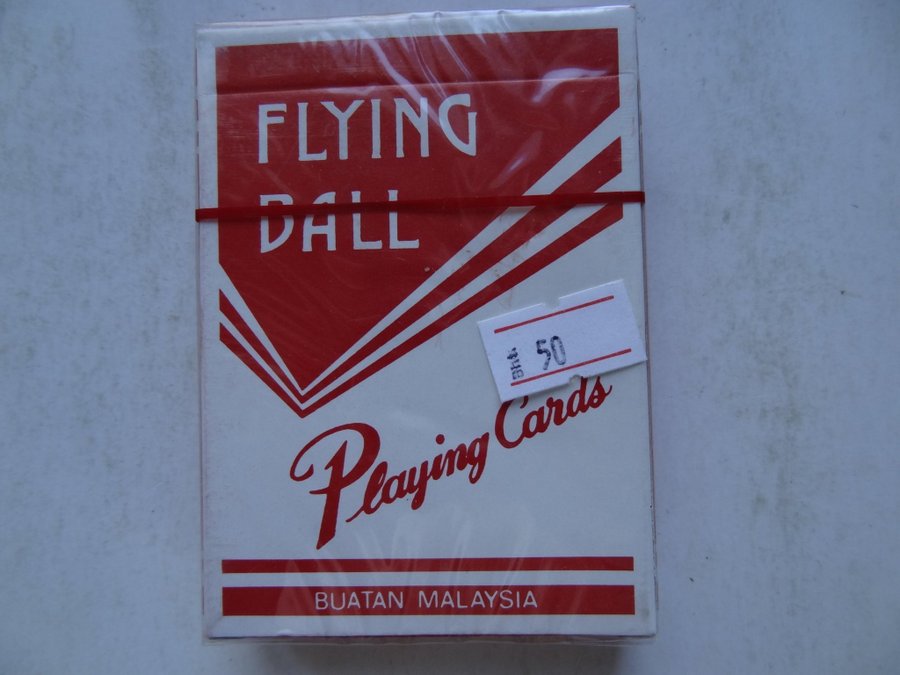 FLYING
BALL
50
Playing Cards
BUATAN MALAYSIA